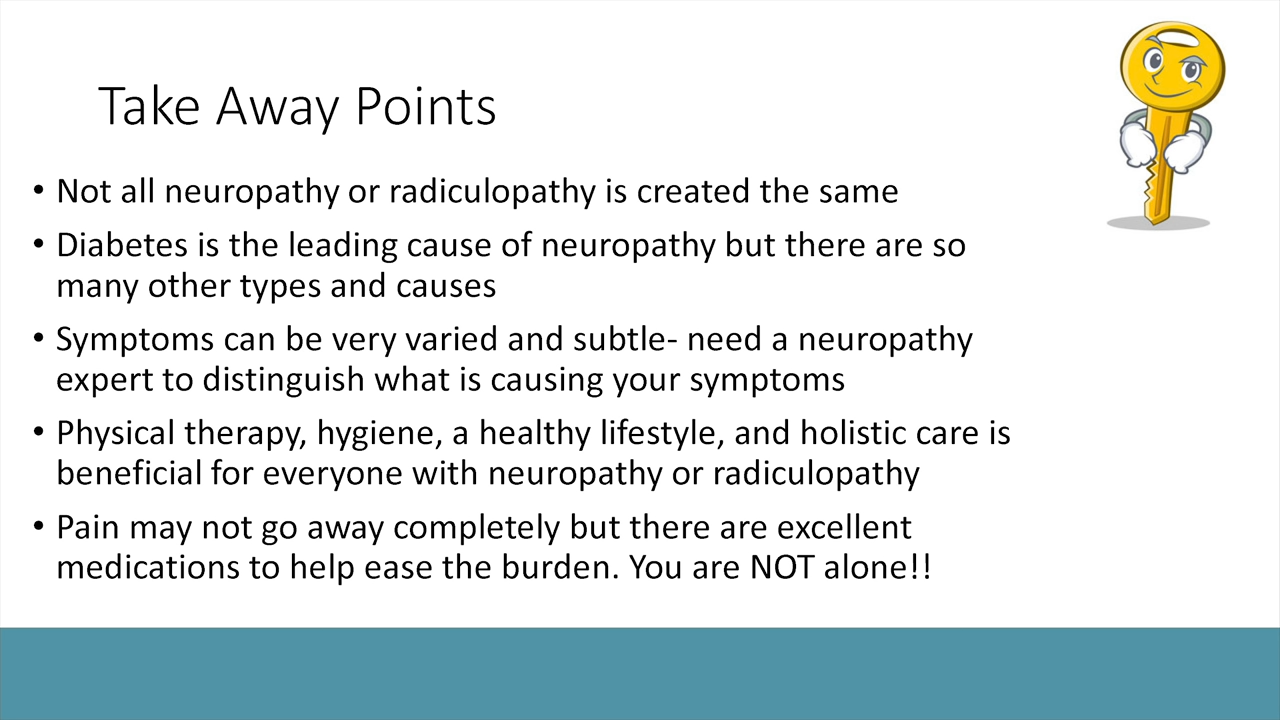 Take Away Points
• Not all neuropathy or radiculopathy is created the same
• Diabetes is the leading cause of neuropathy but there are so
many other types and causes
• Symptoms can be very varied and subtle- need a neuropathy
expert to distinguish what is causing your symptoms
• Physical therapy, hygiene, a healthy lifestyle, and holistic care is
beneficial for everyone with neuropathy or radiculopathy
• Pain may not go away completely but there are excellent
medications to help ease the burden. You are NOT alone!!